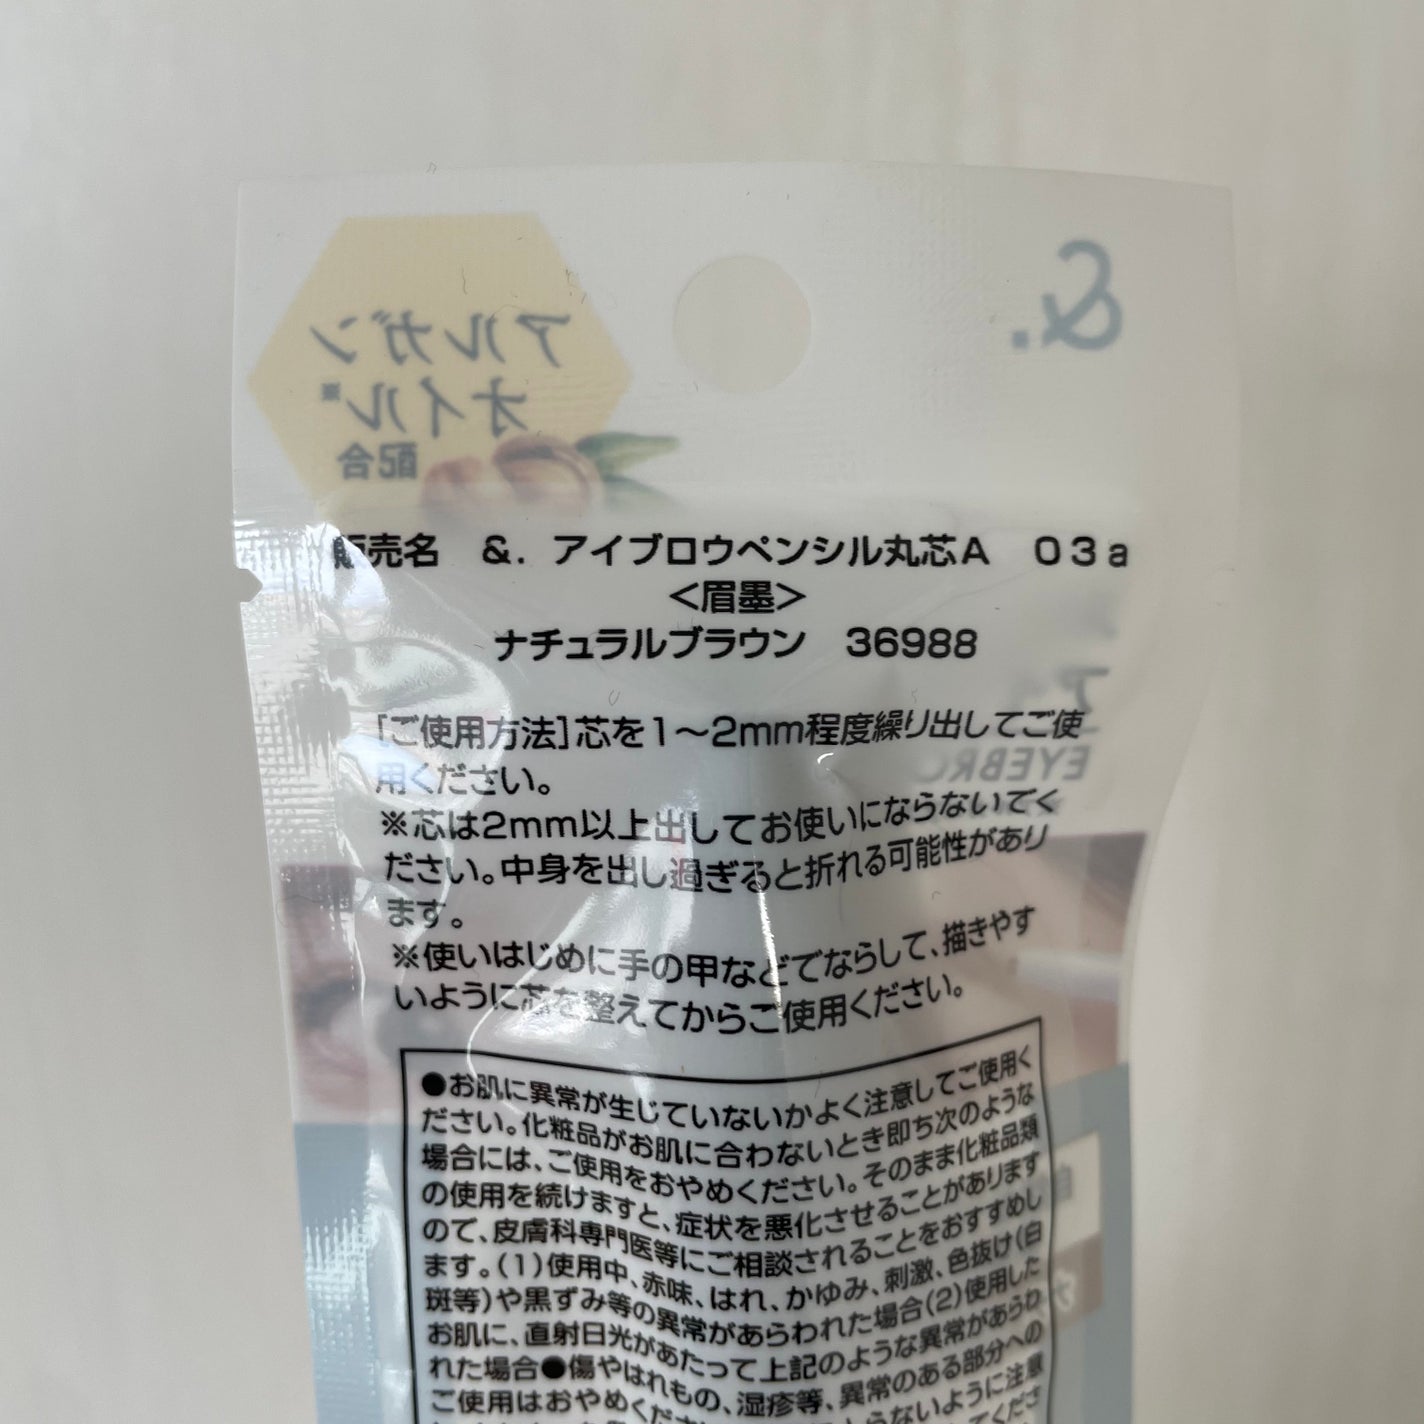 &.
アルガン
オイル※
配合
販売名　&. アイブロウペンシル丸芯A　03a
<眉墨>
ナチュラルブラウン　36988
[ご使用方法]芯を1〜2mm程度繰り出してご使
用ください。
EYEBRO
※芯は2mm以上出してお使いにならないでく
ださい。中身を出し過ぎると折れる可能性があり
ます。
※使いはじめに手の甲などでならして、描きやす
いように芯を整えてからご使用ください。
●お肌に異常が生じていないかよく注意してご使用く
ださい。化粧品がお肌に合わないとき即ち次のような
場合には、ご使用をおやめください。そのまま化粧品類
の使用を続けますと、症状を悪化させることがあります
ので、皮膚科専門医等にご相談されることをおすすめし
ます。(1)使用中、赤味、はれ、かゆみ、刺激、色抜け(白
斑等)や黒ずみ等の異常があらわれた場合(2)使用した
お肌に、直射日光があたって上記のような異常があらわ
れた場合●傷やはれもの、湿疹等、異常のある部分への
ご使用はおやめください らないように注意
てくださ